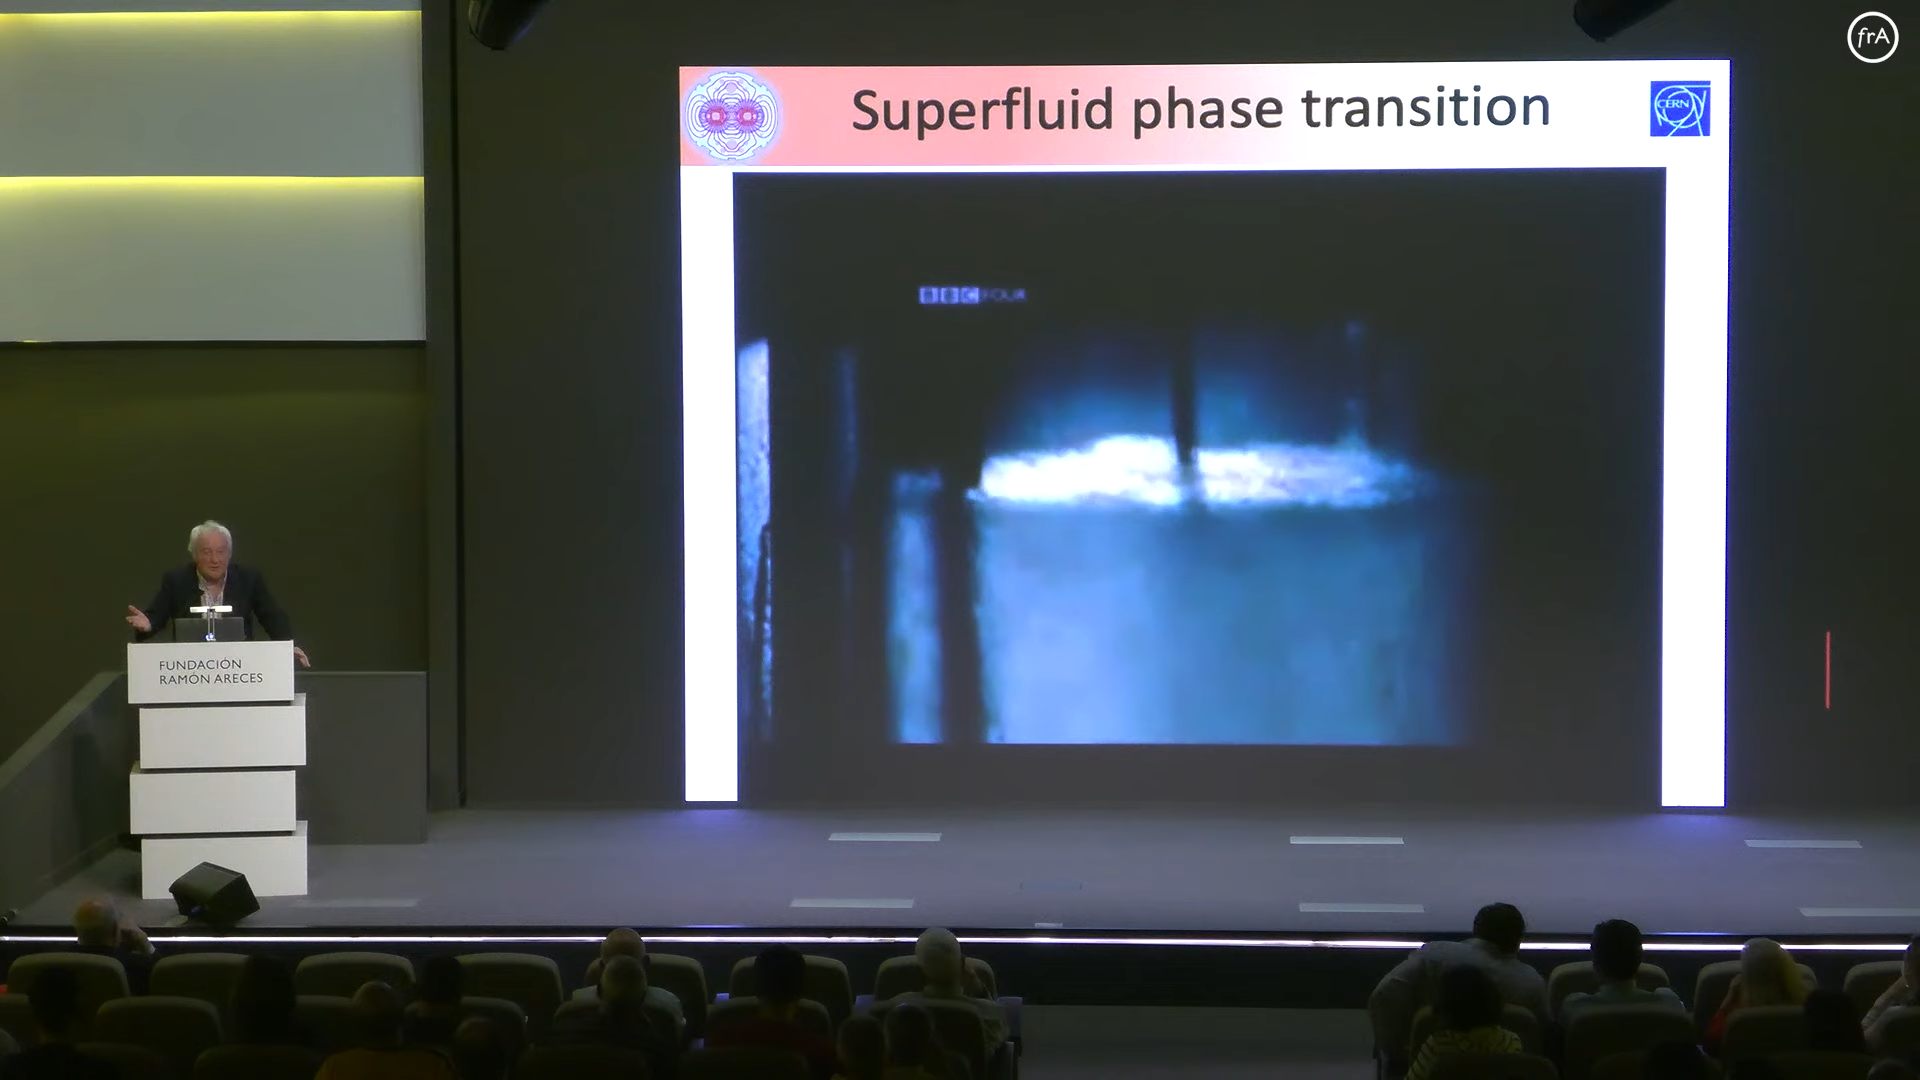 frA
Superfluid phase transition
CERN
BBC FOUR
FUNDACIÓN
RAMÓN ARECES